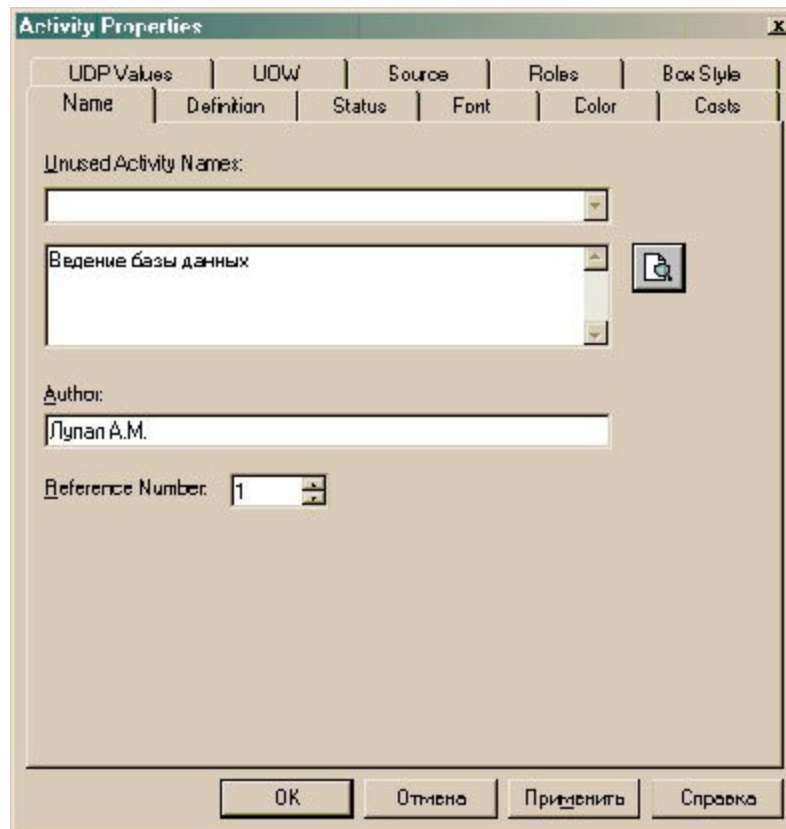 Activity Properties
UDP Values UOW Source Roles Box Style
Name Definition Status Font Color Costs
Unused Activity Names:
Ведение базы данных
Author:
Лупал А.М.
Reference Number:
1
OK Отмена Применить Справка